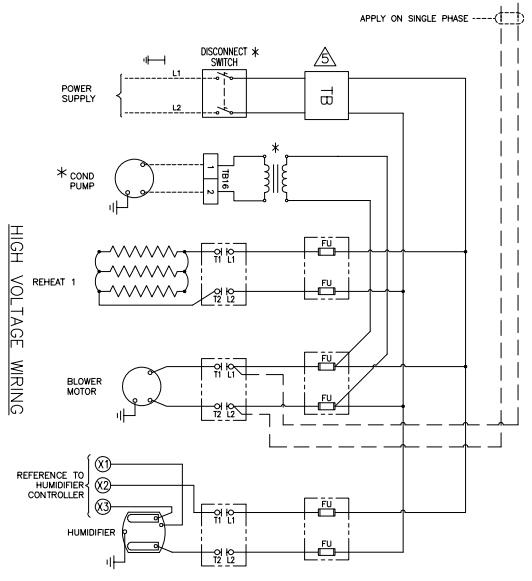 APPLY ON SINGLE PHASE
DISCONNECT *
SWITCH
5
L1
POWER
SUPPLY
TB
L2
*
1
* COND
PUMP
TB16
2
HIGH VOLTAGE WIRING
FU
T1 L1
REHEAT 1
FU
T2 L2
FU
T1 L1
BLOWER
MOTOR
FU
T2 L2
X1
REFERENCE TO
HUMIDIFIER
CONTROLLER
X2
X3
FU
T1 L1
HUMIDIFIER
FU
T2 L2